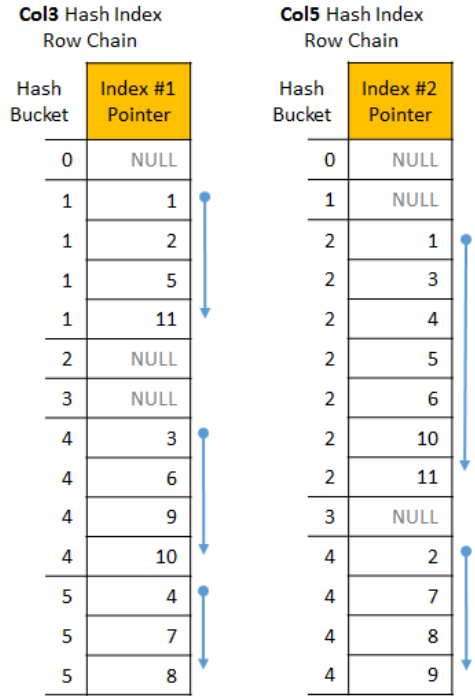 Col3 Hash Index
Row Chain
Hash Bucket
Index #1 Pointer
0 NULL
1 1
1 2
1 5
1 11
2 NULL
3 NULL
4 3
4 6
4 9
4 10
5 4
5 7
5 8
Col5 Hash Index
Row Chain
Hash Bucket
Index #2 Pointer
0 NULL
1 NULL
2 1
2 3
2 4
2 5
2 6
2 10
2 11
3 NULL
4 2
4 7
4 8
4 9